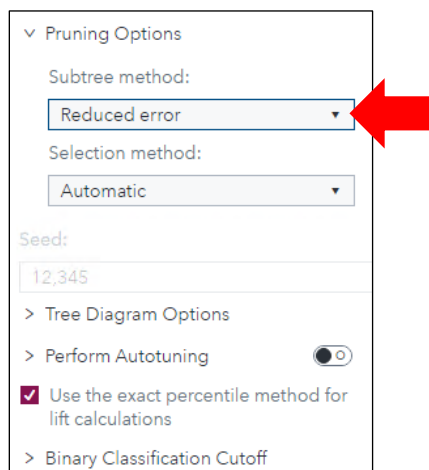 Pruning Options
Subtree method:
Reduced error
Selection method:
Automatic
Seed:
12,345
Tree Diagram Options
Perform Autotuning
Use the exact percentile method for
lift calculations
Binary Classification Cutoff